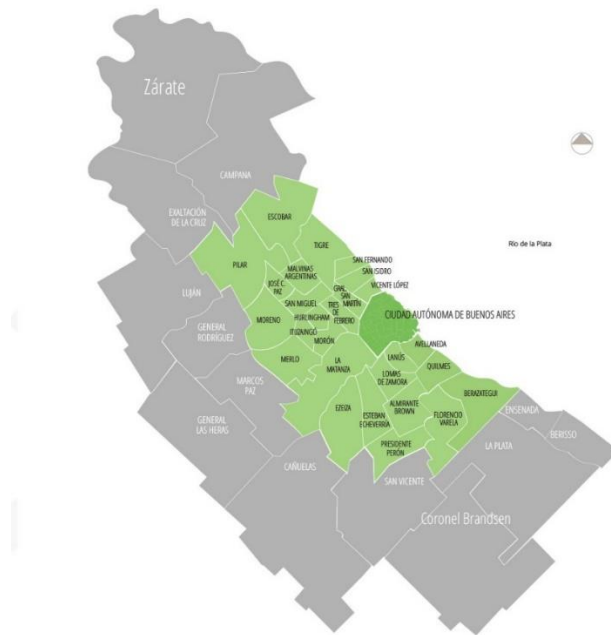 Zárate
CAMPANA
EXALTACIÓN
DE LA CRUZ
ESCOBAR
TIGRE
Río de la Plata
SAN FERNANDO
SAN ISIDRO
VICENTE LÓPEZ
PILAR
MALVINAS
ARGENTINAS
JOSÉ C.
PAZ
GRAL.
SAN
MARTÍN
LUJÁN
SAN MIGUEL
TRES
DE
FEBRERO
HURLINGHAM
CIUDAD AUTÓNOMA DE BUENOS AIRES
MORENO
GENERAL
RODRÍGUEZ
ITUZAINGÓ
MORÓN
AVELLANEDA
MERLO
LA
MATANZA
LANÚS
QUILMES
LOMAS
DE ZAMORA
MARCOS
PAZ
BERAZATEGUI
EZEIZA
ESTEBAN
ECHEVERRÍA
ALMIRANTE
BROWN
FLORENCIO
VARELA
ENSENADA
BERISSO
GENERAL
LAS HERAS
PRESIDENTE
PERÓN
LA PLATA
CAÑUELAS
SAN VICENTE
Coronel Brandsen